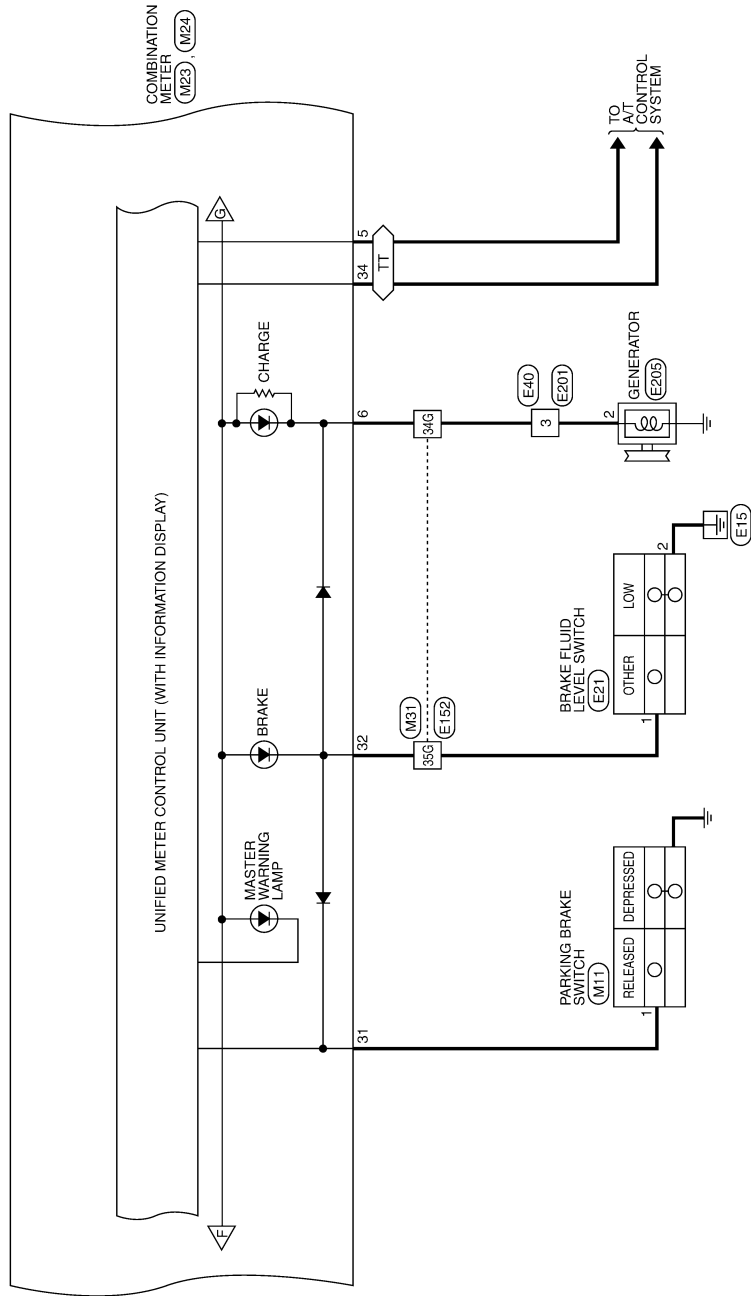 COMBINATION
METER
M23 , M24
UNIFIED METER CONTROL UNIT (WITH INFORMATION DISPLAY)
F
G
MASTER
WARNING
LAMP
BRAKE
CHARGE
31
32
6
34
5
TT
TO
A/T
CONTROL
SYSTEM
M31
35G
E152
34G
E40
3
E201
PARKING BRAKE
SWITCH
M11
RELEASED
DEPRESSED
1
BRAKE FLUID
LEVEL SWITCH
E21
OTHER
LOW
1
2
E15
GENERATOR
E205
2